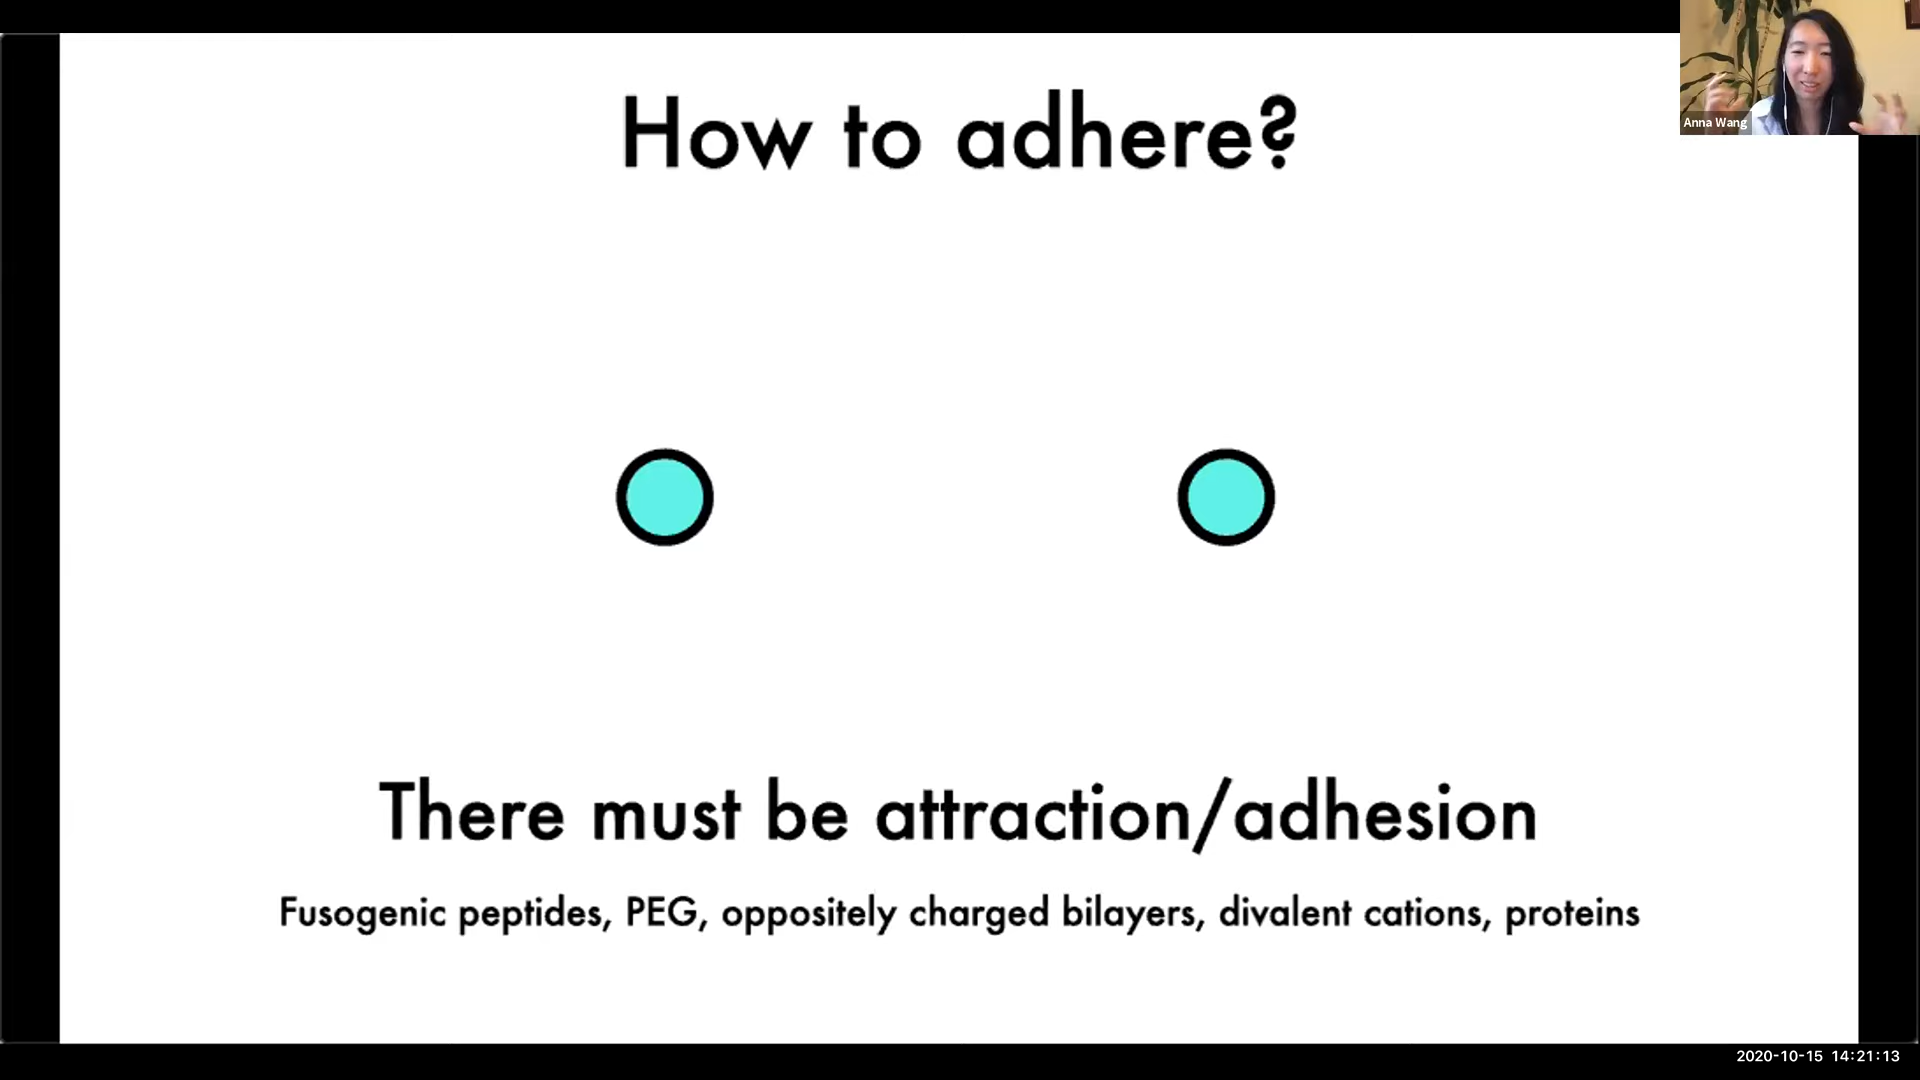 How to adhere?
Anna Wang
There must be attraction/adhesion
Fusogenic peptides, PEG, oppositely charged bilayers, divalent cations, proteins
2020-10-15 14:21:13